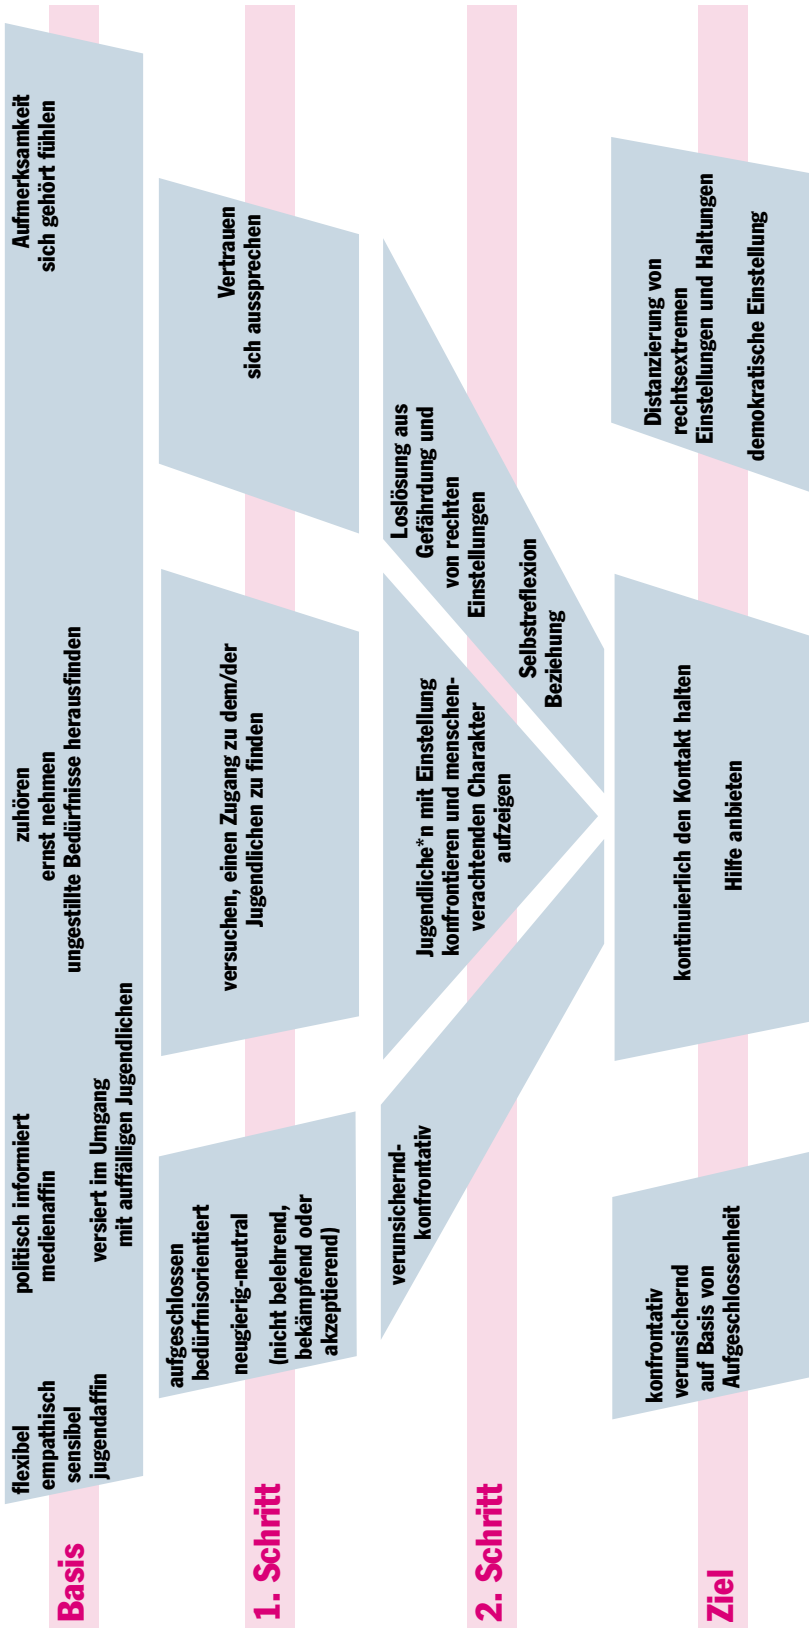 Basis
flexibel
empathisch
sensibel
jugendaffin
politisch informiert
medienaffin
versiert im Umgang
mit auffälligen Jugendlichen
zuhören
ernst nehmen
ungestillte Bedürfnisse herausfinden
Aufmerksamkeit
sich gehört fühlen
1. Schritt
aufgeschlossen
bedürfnisorientiert
neugierig-neutral
(nicht belehrend,
bekämpfend oder
akzeptierend)
versuchen, einen Zugang zu dem/der
Jugendlichen zu finden
Vertrauen
sich aussprechen
2. Schritt
verunsichernd-
konfrontativ
Jugendliche*n mit Einstellung
konfrontieren und menschen-
verachtenden Charakter
aufzeigen
Loslösung aus
Gefährdung und
von rechten
Einstellungen
Selbstreflexion
Beziehung
Ziel
konfrontativ
verunsichernd
auf Basis von
Aufgeschlossenheit
kontinuierlich den Kontakt halten
Hilfe anbieten
Distanzierung von
rechtsextremen
Einstellungen und Haltungen
demokratische Einstellung